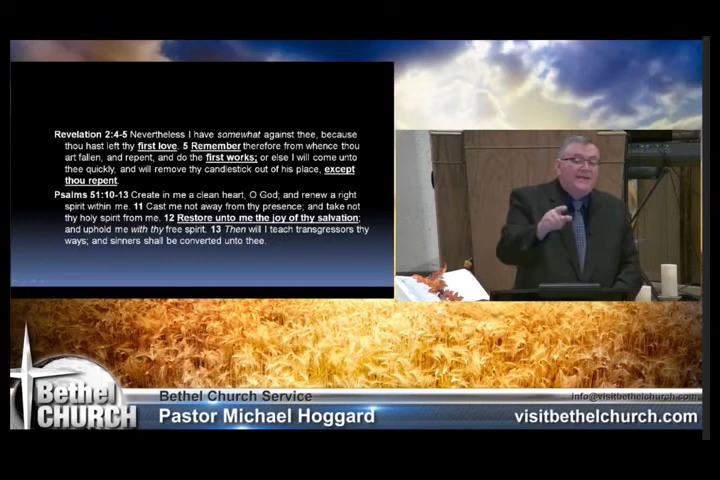 Revelation 2:4-5 Nevertheless I have somewhat against thee, because
thou hast left thy first love. 5 Remember therefore from whence thou
art fallen, and repent, and do the first works; or else I will come unto
thee quickly, and will remove thy candlestick out of his place, except
thou repent.
Psalms 51:10-13 Create in me a clean heart, O God; and renew a right
spirit within me. 11 Cast me not away from thy presence; and take not
thy holy spirit from me. 12 Restore unto me the joy of thy salvation;
and uphold me with thy free spirit. 13 Then will I teach transgressors thy
ways; and sinners shall be converted unto thee.
Bethel
CHURCH
Bethel Church Service
info@visitbethelchurch.com
Pastor Michael Hoggard
visitbethelchurch.com